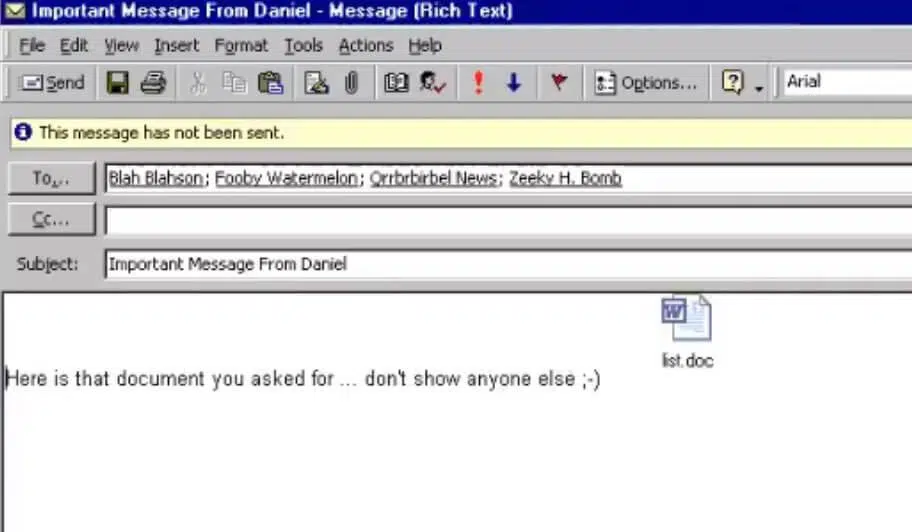 Important Message From Daniel - Message (Rich Text)
File Edit View Insert Format Tools Actions Help
Send Options... Arial
This message has not been sent.
To... Blah Blahson; Fooby Watermelon; Qrrbrbirbel News; Zeeky H. Bomb
Cc...
Subject: Important Message From Daniel
list.doc
Here is that document you asked for ... don't show anyone else ;-)